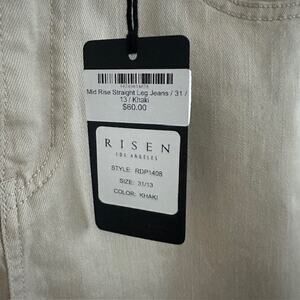 Mid Rise Straight Leg Jeans / 31 /
13 / Khaki
$60.00
RISEN
LOS ANGELES
STYLE: RDP1408
SIZE: 31/13
COLOR: KHAKI